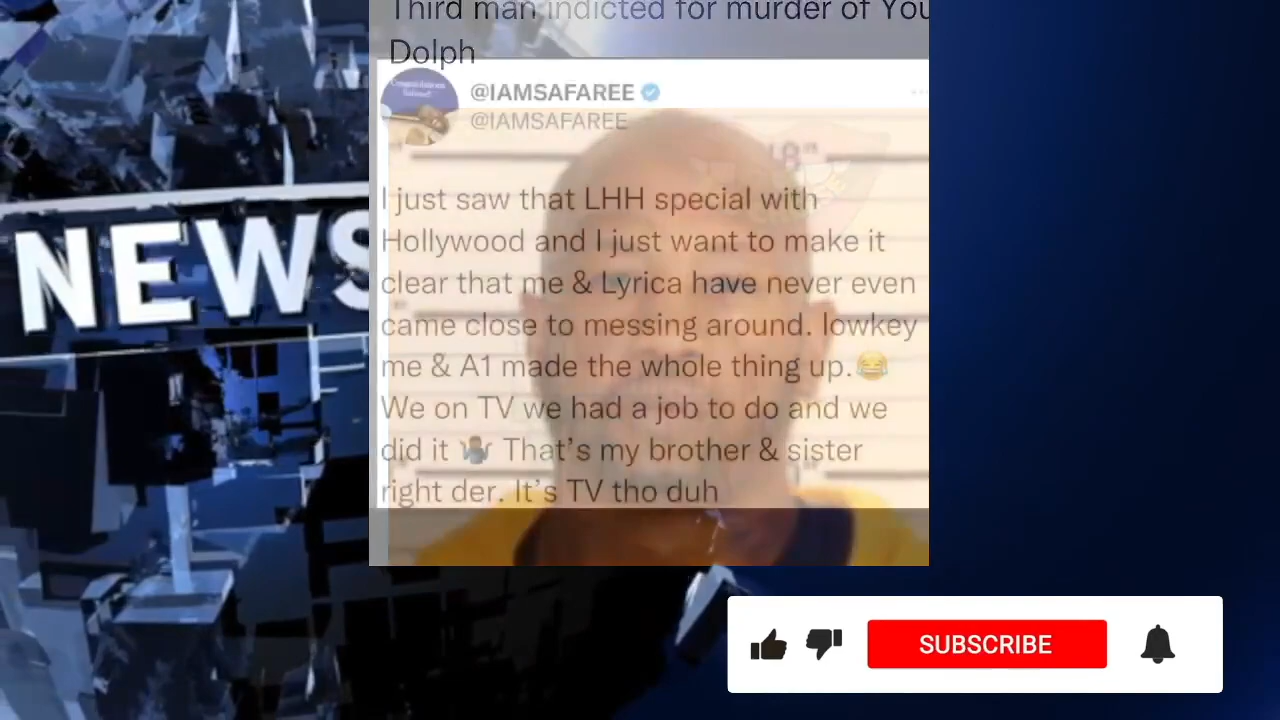 Third man indicted for murder of You
Dolph
@IAMSAFAREE
@IAMSAFAREE
I just saw that LHH special with
Hollywood and I just want to make it
clear that me & Lyrica have never even
came close to messing around. lowkey
me & A1 made the whole thing up.😂
We on TV we had a job to do and we
did it 🤷🏾‍♂️ That's my brother & sister
right der. It's TV tho duh
NEWS
SUBSCRIBE